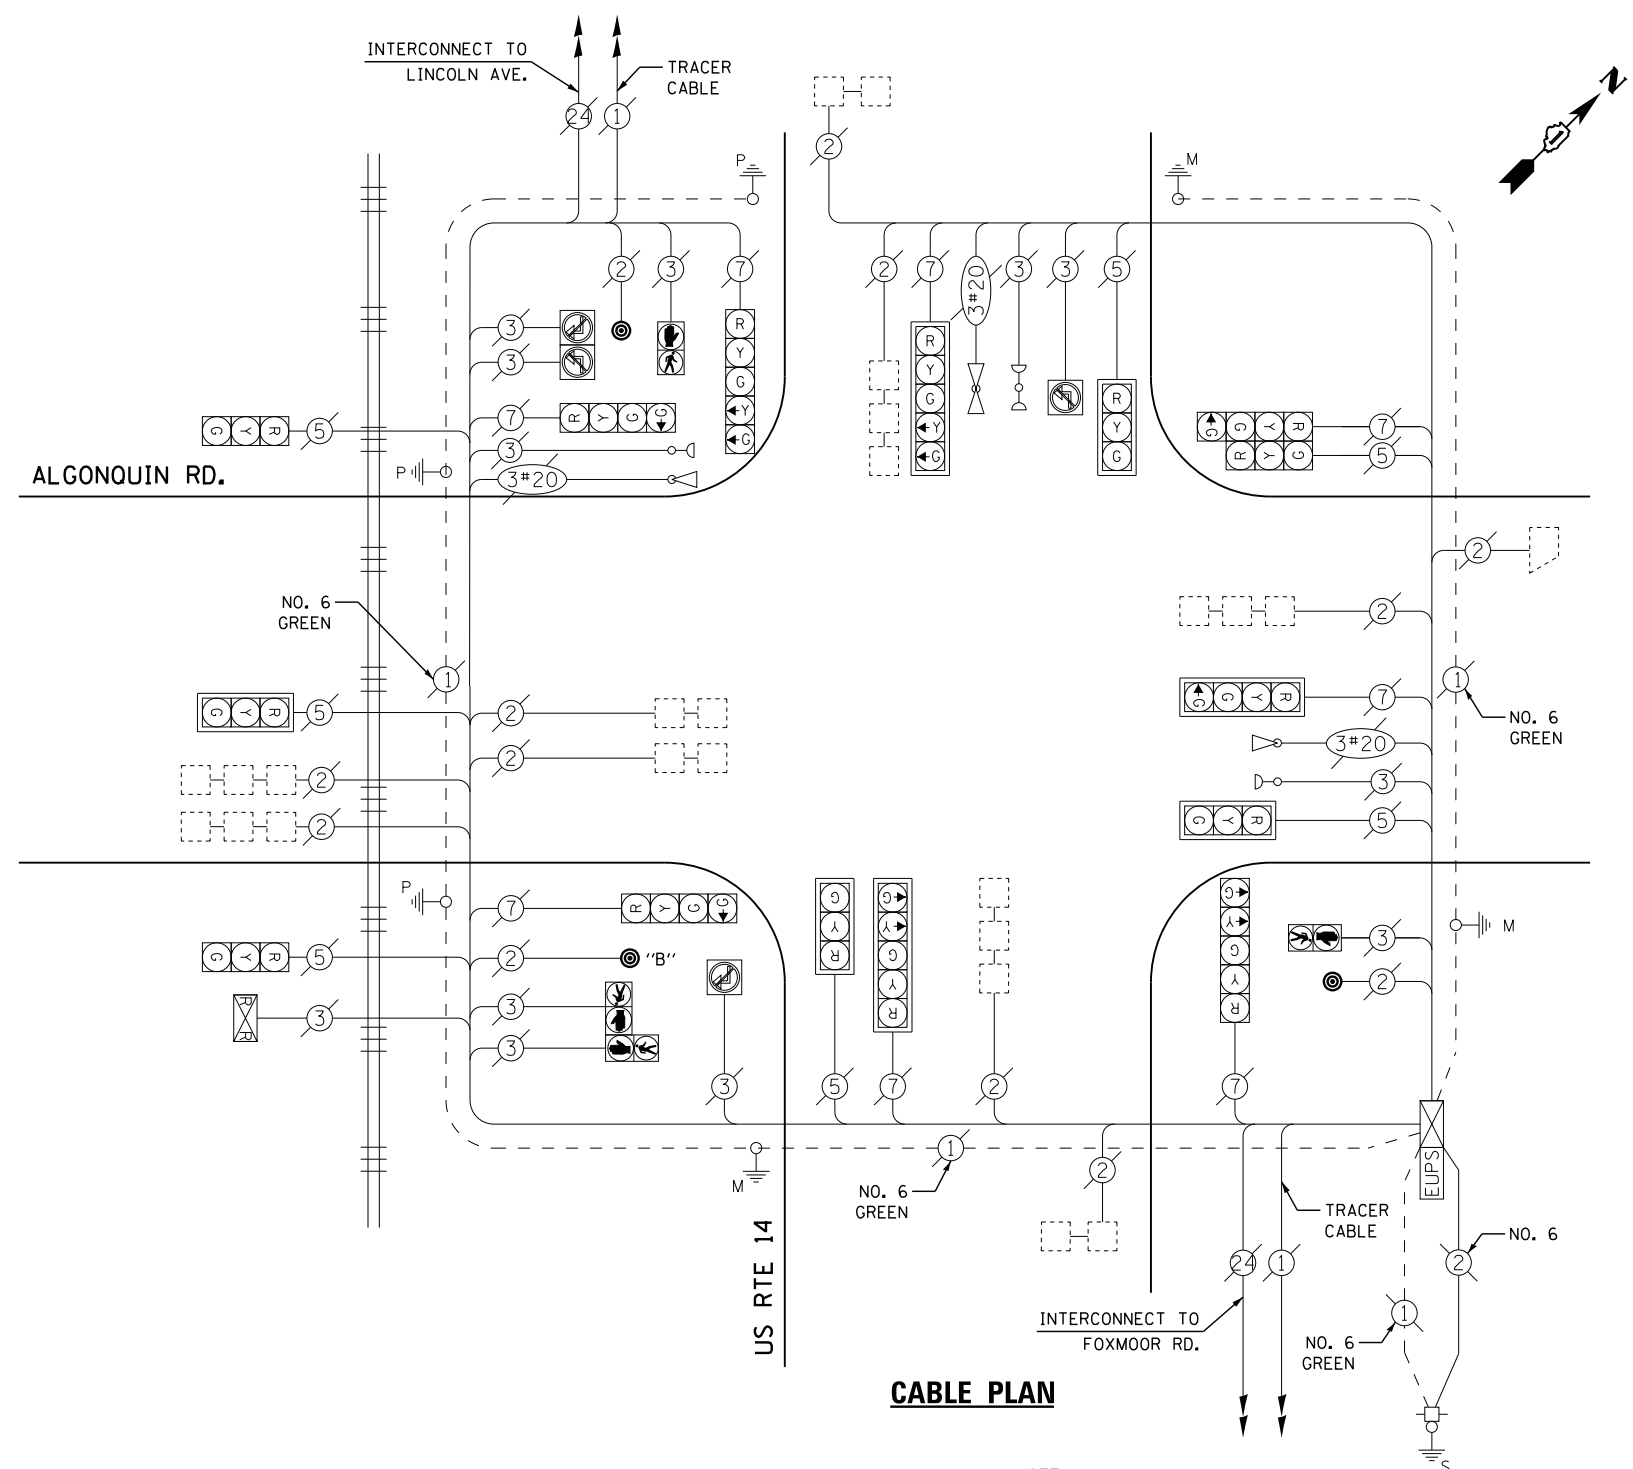 INTERCONNECT TO
LINCOLN AVE.
TRACER
CABLE
N
24
1
2
P
M
2
3
7
2
7
3#20
3
3
5
3
3
R
Y
G
Y
G
R
Y
G
Y
G
R
Y
G
G Y R
5
7
R Y G G
3
3#20
G G Y R
7
R Y G
5
P
ALGONQUIN RD.
2
NO. 6
GREEN
1
2
1
G Y R
5
2
G G Y R
7
NO. 6
GREEN
2
3#20
2
3
2
G Y R
5
P
7
R Y G G
G
Y
R
G
Y
G
Y
R
G
Y
G
Y
R
3
M
G Y R
5
2
"B"
2
R R
3
3
3
3
5
7
2
7
1
M
NO. 6
GREEN
2
EUPS
US RTE 14
TRACER
CABLE
NO. 6
24
1
2
INTERCONNECT TO
FOXMOOR RD.
1
NO. 6
GREEN
CABLE PLAN
S